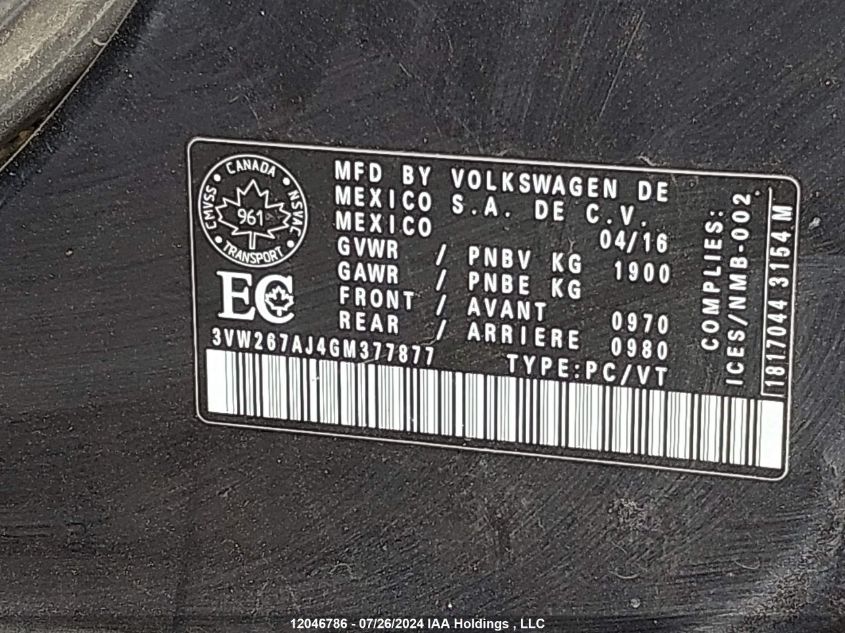 CANADA
CMVSS
NSVAC
961
TRANSPORT
EC
MFD BY VOLKSWAGEN DE
MEXICO S.A. DE C.V.
MEXICO 04/16
GVWR / PNBV KG 1900
GAWR / PNBE KG
FRONT / AVANT 0970
REAR / ARRIERE 0980
3VW267AJ4GM377877 TYPE:PC/VT
COMPLIES:
ICES/NMB-002.
1817044 3154 M
12046786 - 07/26/2024 IAA Holdings , LLC